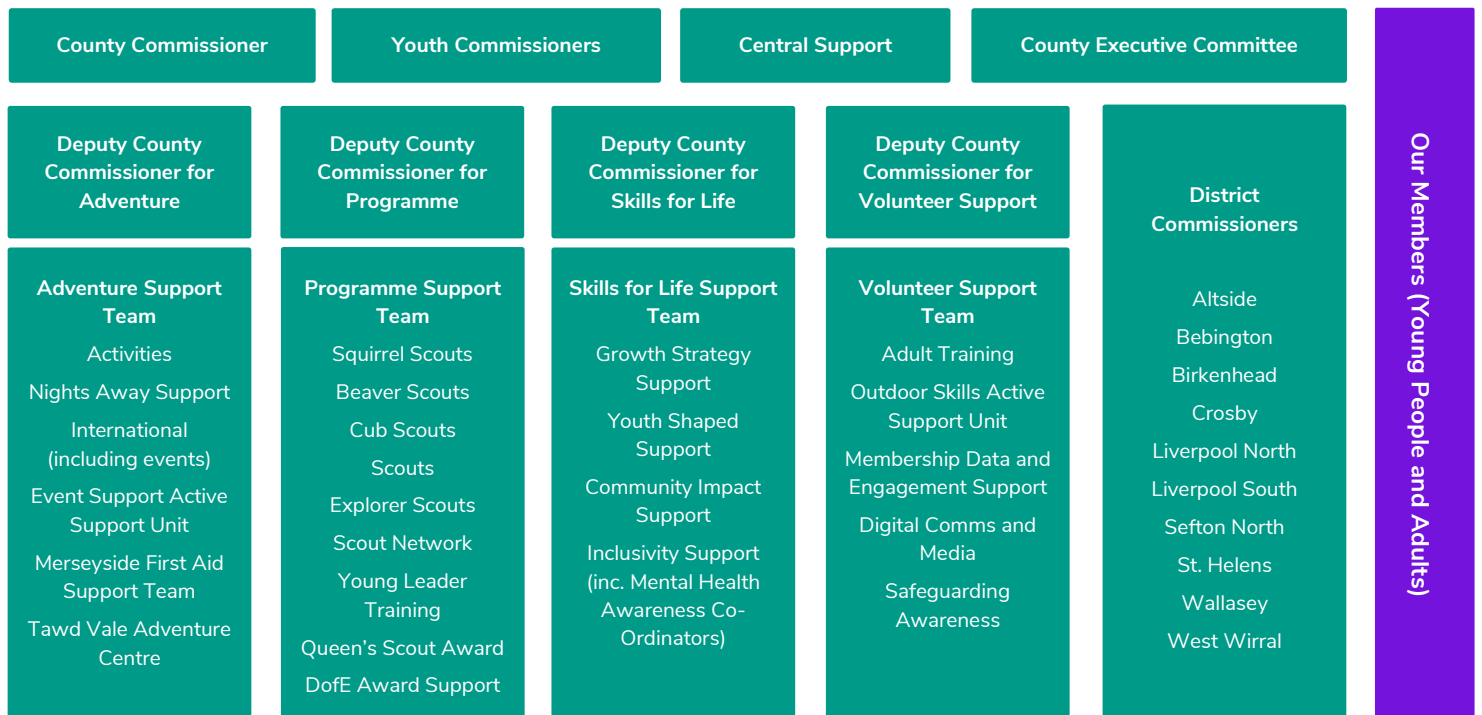 County Commissioner
Youth Commissioners
Central Support
County Executive Committee
Deputy County
Commissioner for
Adventure
Adventure Support
Team
Activities
Nights Away Support
International
(including events)
Event Support Active
Support Unit
Merseyside First Aid
Support Team
Tawd Vale Adventure
Centre
Deputy County
Commissioner for
Programme
Programme Support
Team
Squirrel Scouts
Beaver Scouts
Cub Scouts
Scouts
Explorer Scouts
Scout Network
Young Leader
Training
Queen's Scout Award
DofE Award Support
Deputy County
Commissioner for
Skills for Life
Skills for Life Support
Team
Growth Strategy
Support
Youth Shaped
Support
Community Impact
Support
Inclusivity Support
(inc. Mental Health
Awareness Co-
Ordinators)
Deputy County
Commissioner for
Volunteer Support
Volunteer Support
Team
Adult Training
Outdoor Skills Active
Support Unit
Membership Data and
Engagement Support
Digital Comms and
Media
Safeguarding
Awareness
District
Commissioners
Altside
Bebington
Birkenhead
Crosby
Liverpool North
Liverpool South
Sefton North
St. Helens
Wallasey
West Wirral
Our Members (Young People and Adults)